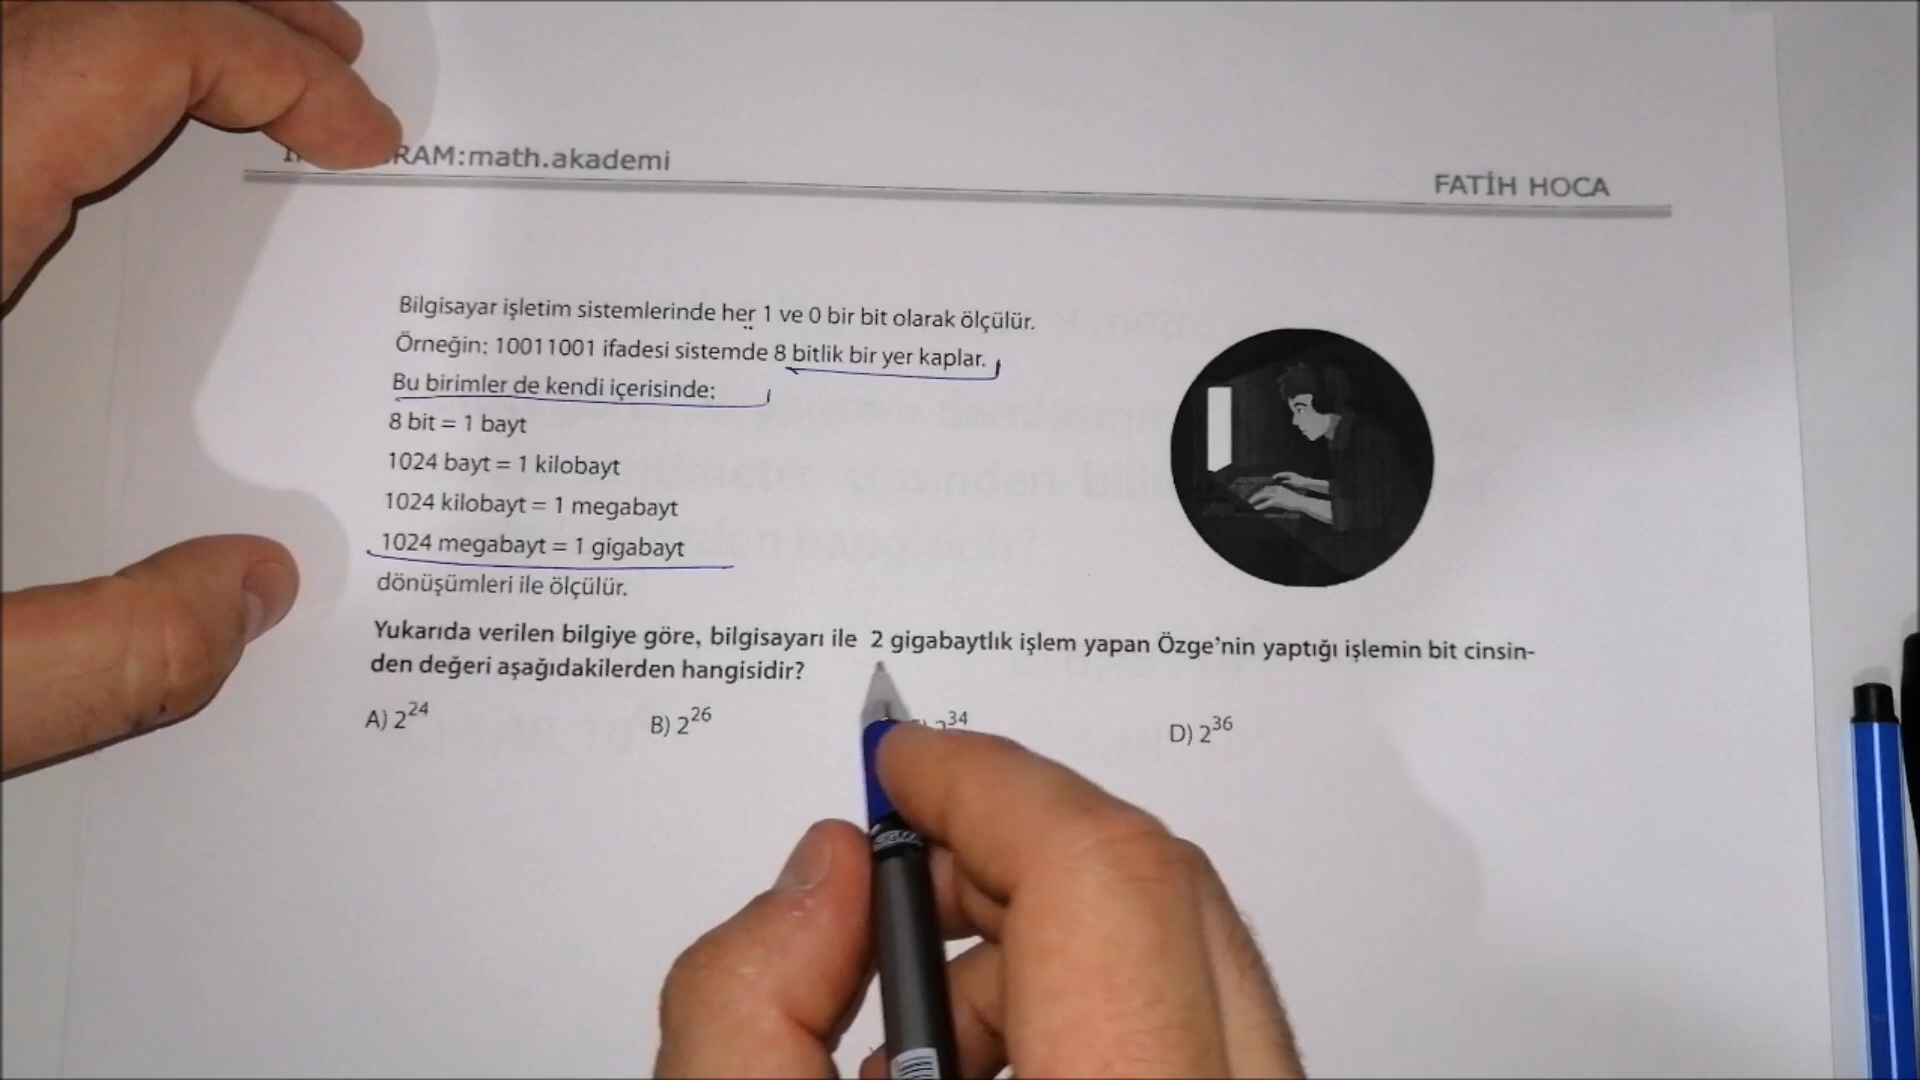 RAM:math.akademi
FATİH HOCA
Bilgisayar işletim sistemlerinde her 1 ve 0 bir bit olarak ölçülür.
Örneğin; 10011001 ifadesi sistemde 8 bitlik bir yer kaplar.
Bu birimler de kendi içerisinde;
8 bit = 1 bayt
1024 bayt = 1 kilobayt
1024 kilobayt = 1 megabayt
1024 megabayt = 1 gigabayt
dönüşümleri ile ölçülür.
Yukarıda verilen bilgiye göre, bilgisayarı ile 2 gigabaytlık işlem yapan Özge'nin yaptığı işlemin bit cinsin-
den değeri aşağıdakilerden hangisidir?
A) 2^24 B) 2^26 2^34 D) 2^36